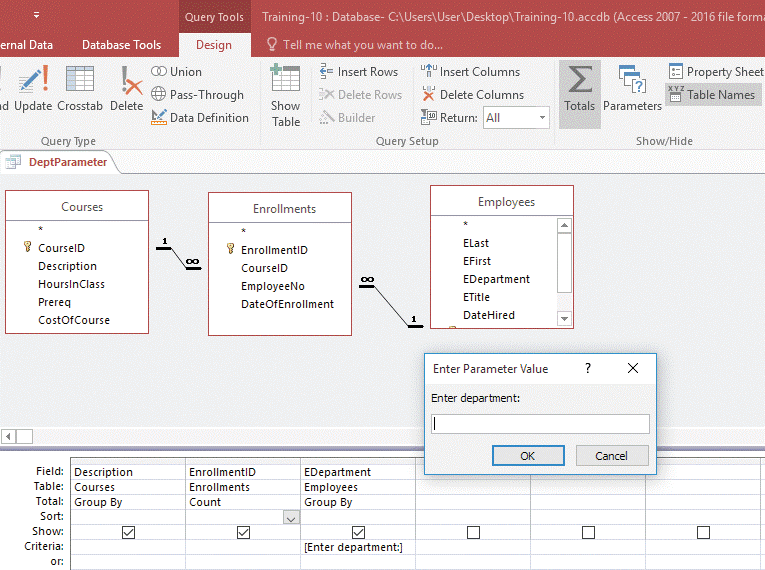 Query Tools
Training-10 : Database- C:\Users\User\Desktop\Training-10.accdb (Access 2007 - 2016 file forma
ernal Data
Database Tools
Design
Tell me what you want to do...
Update
Crosstab
Delete
Union
Pass-Through
Data Definition
Query Type
Show
Table
Insert Rows
Delete Rows
Builder
Insert Columns
Delete Columns
Return: All
Query Setup
Totals
Parameters
Property Sheet
XYZ
Table Names
Show/Hide
DeptParameter
Courses
*
CourseID
Description
HoursInClass
Prereq
CostOfCourse
1
∞
Enrollments
*
EnrollmentID
CourseID
EmployeeNo
DateOfEnrollment
∞
1
Employees
*
ELast
EFirst
EDepartment
ETitle
DateHired
Enter Parameter Value ?
Enter department:
OK Cancel
Field: Description EnrollmentID EDepartment
Table: Courses Enrollments Employees
Total: Group By Count Group By
Sort:
Show:
Criteria: [Enter department:]
or: